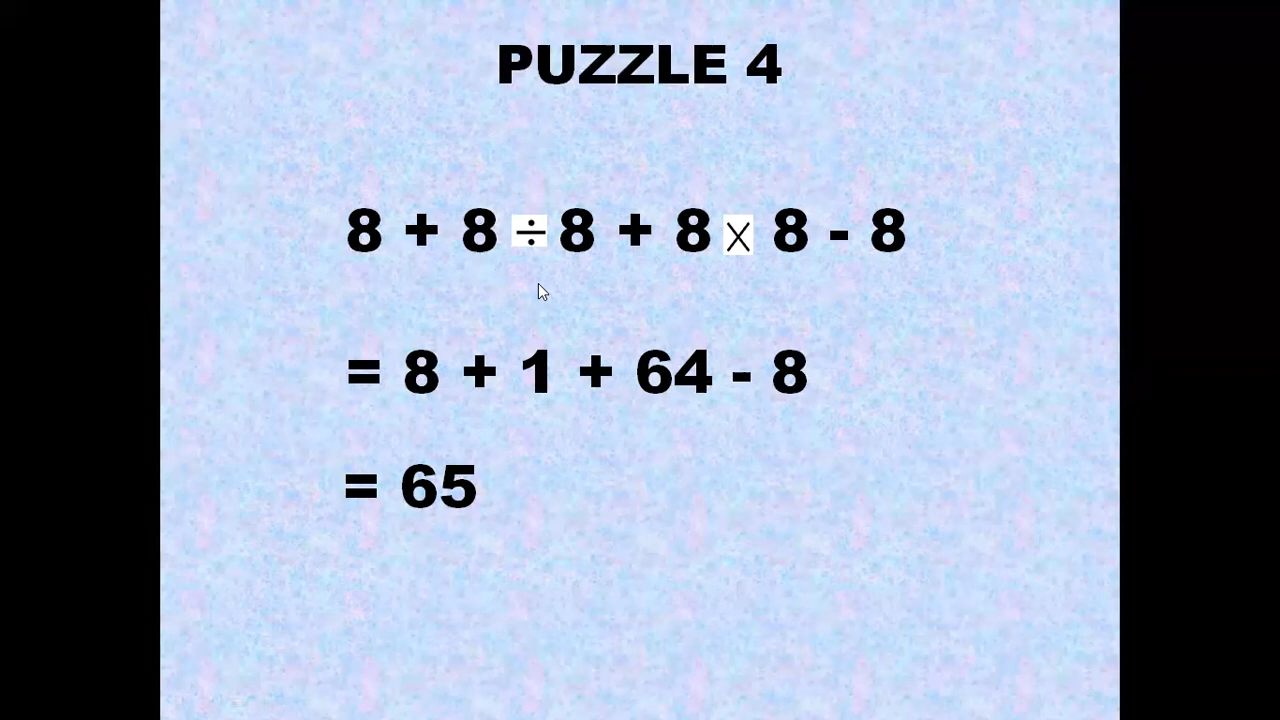 PUZZLE 4
8 + 8 ÷ 8 + 8 × 8 - 8
= 8 + 1 + 64 - 8
= 65